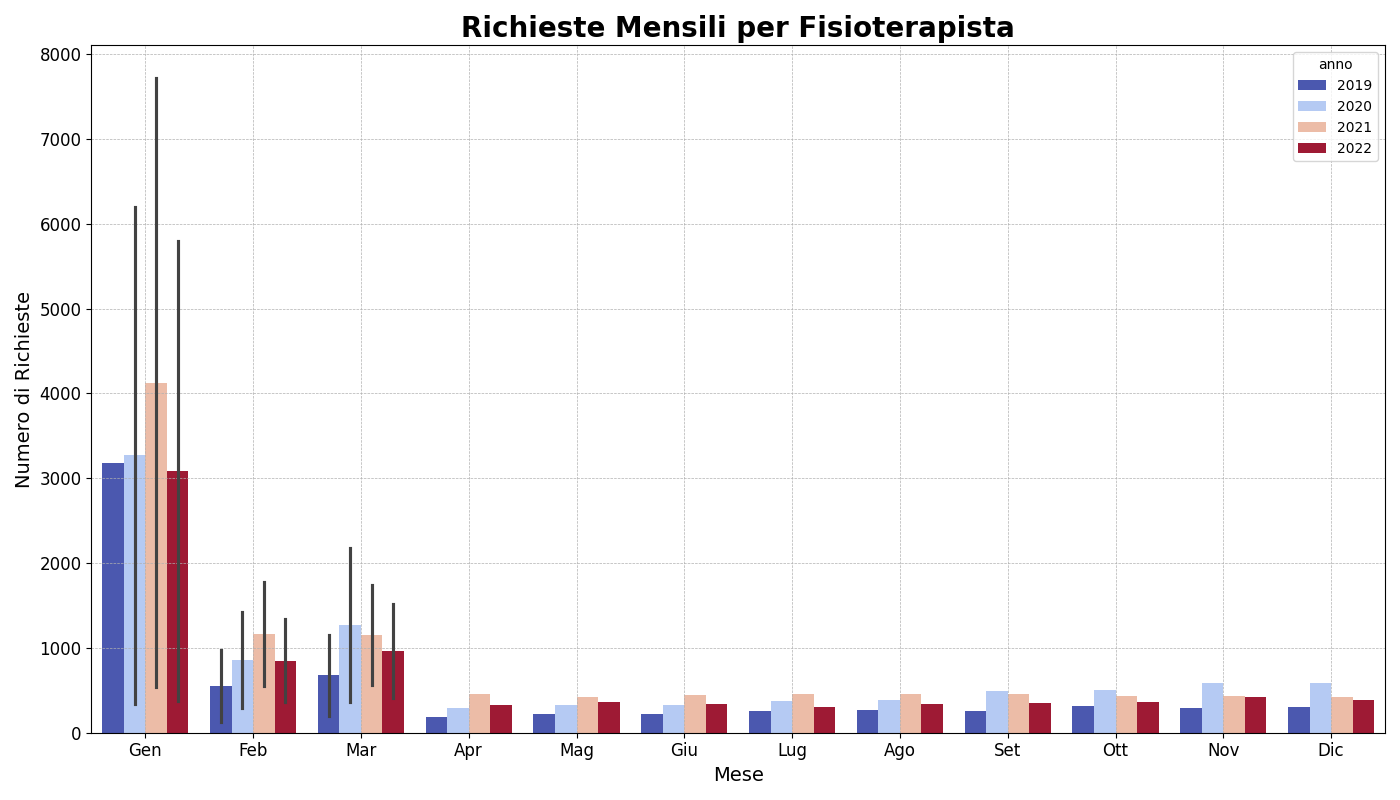 Richieste Mensili per Fisioterapista
Numero di Richieste
8000
7000
6000
5000
4000
3000
2000
1000
0
anno
2019
2020
2021
2022
Gen Feb Mar Apr Mag Giu Lug Ago Set Ott Nov Dic
Mese